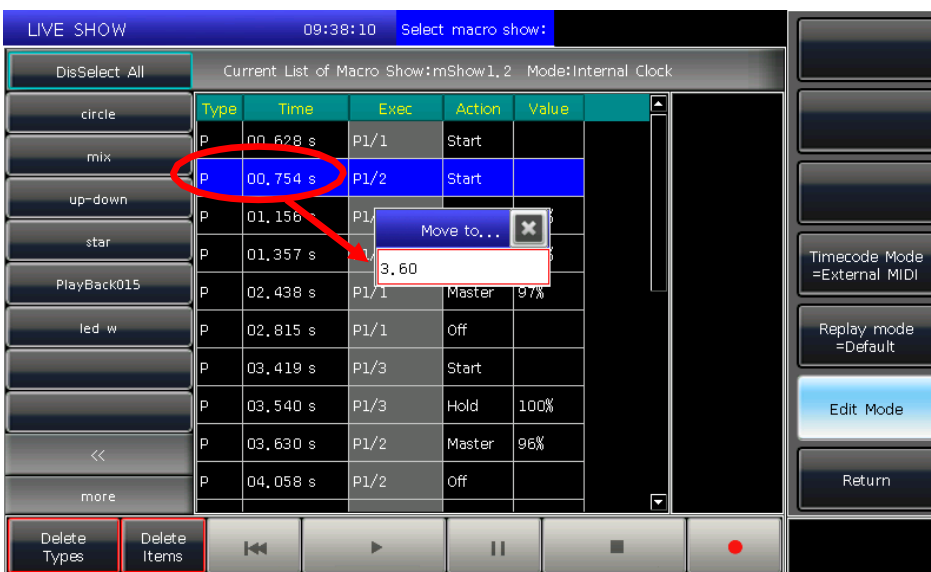 LIVE SHOW 09:38:10 Select macro show:
DisSelect All
Current List of Macro Show:mShow1.2 Mode:Internal Clock
circle
mix
up-down
star
PlayBack015
led w
<<
more
Type Time Exec Action Value
P 00.628 s P1/1 Start
P 00.754 s P1/2 Start
P 01.156 s
P 01.357 s
P 02.438 s P1/1 Master 97%
P 02.815 s P1/1 Off
P 03.419 s P1/3 Start
P 03.540 s P1/3 Hold 100%
P 03.630 s P1/2 Master 96%
P 04.058 s P1/2 Off
Move to...
3.60
Timecode Mode
=External MIDI
Replay mode
=Default
Edit Mode
Return
Delete
Types
Delete
Items